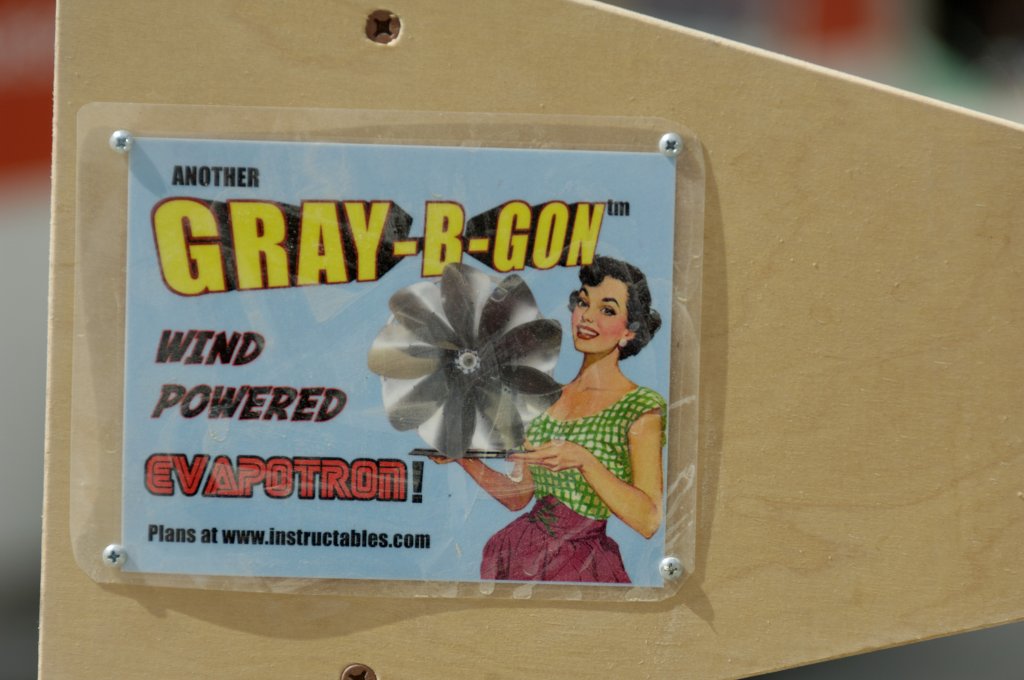 ANOTHER
GRAY-B-GON tm
WIND
POWERED
EVAPOTRON!
Plans at www.instructables.com